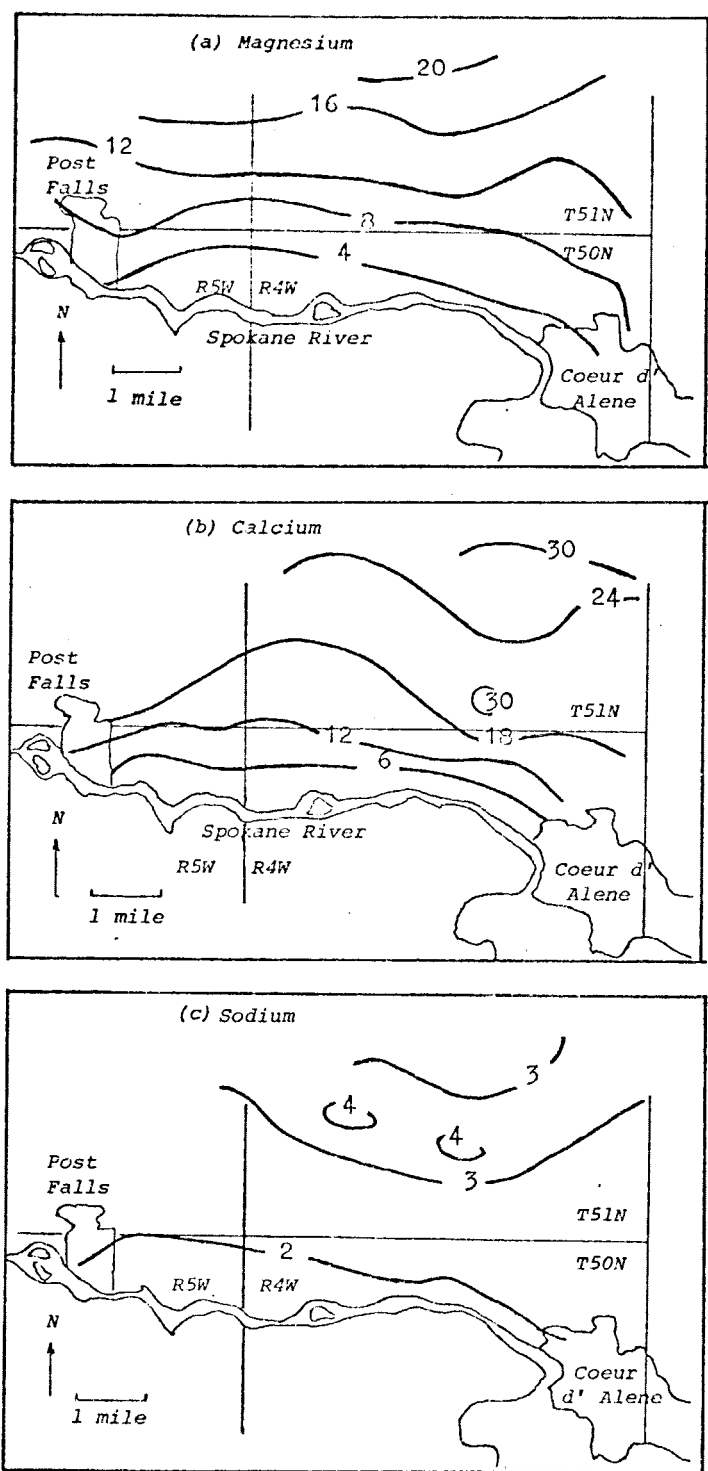 (a) Magnesium
20
16
12
Post
Falls
8
T51N
T50N
4
R5W R4W
N
Spokane River
1 mile
Coeur d'
Alene
(b) Calcium
30
24
Post
Falls
30
T51N
18
12
6
N
Spokane River
R5W R4W
1 mile
Coeur d'
Alene
(c) Sodium
3
4
4
Post
Falls
3
T51N
2
T50N
R5W R4W
N
1 mile
Coeur
d' Alene